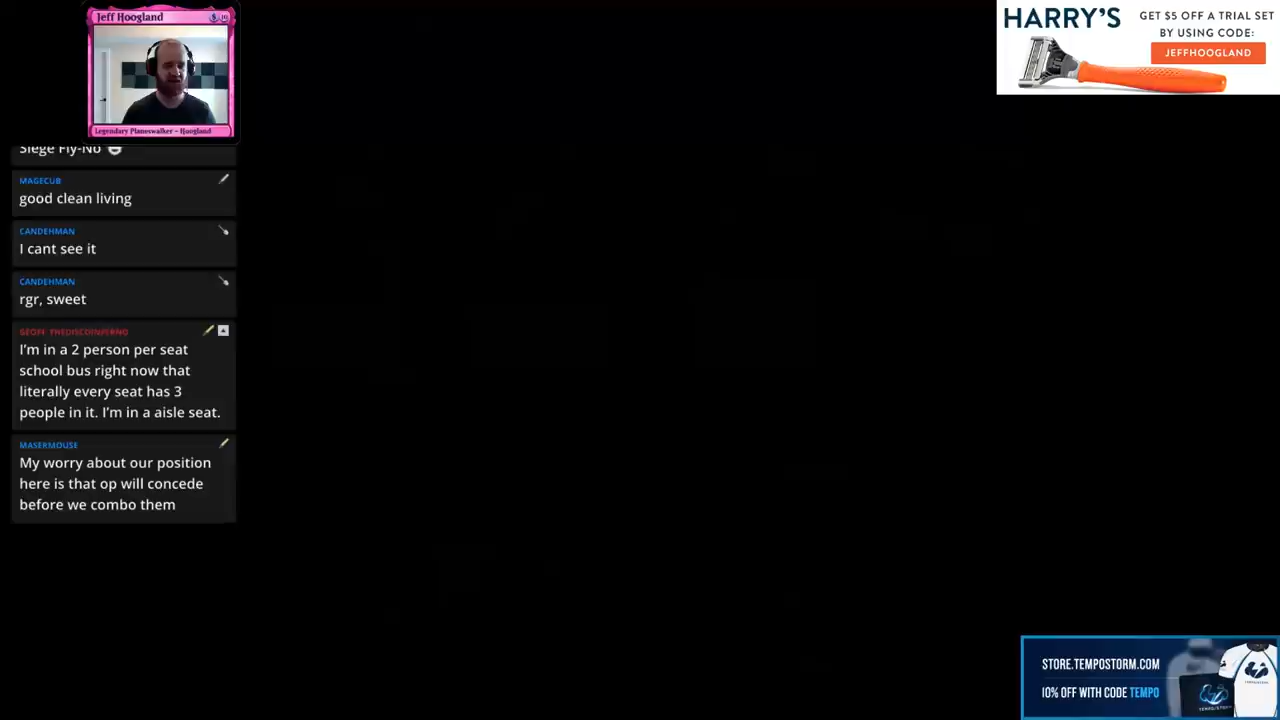 Jeff Hoogland
Legendary Planeswalker - Hoogland
HARRY'S
GET $5 OFF A TRIAL SET
BY USING CODE:
JEFFHOOGLAND
Siege Fly-No
MAGECUB
good clean living
CANDEHMAN
I cant see it
CANDEHMAN
rgr, sweet
I'm in a 2 person per seat
school bus right now that
literally every seat has 3
people in it. I'm in a aisle seat.
MASERMOUSE
My worry about our position
here is that op will concede
before we combo them
STORE.TEMPOSTORM.COM
10% OFF WITH CODE TEMPO